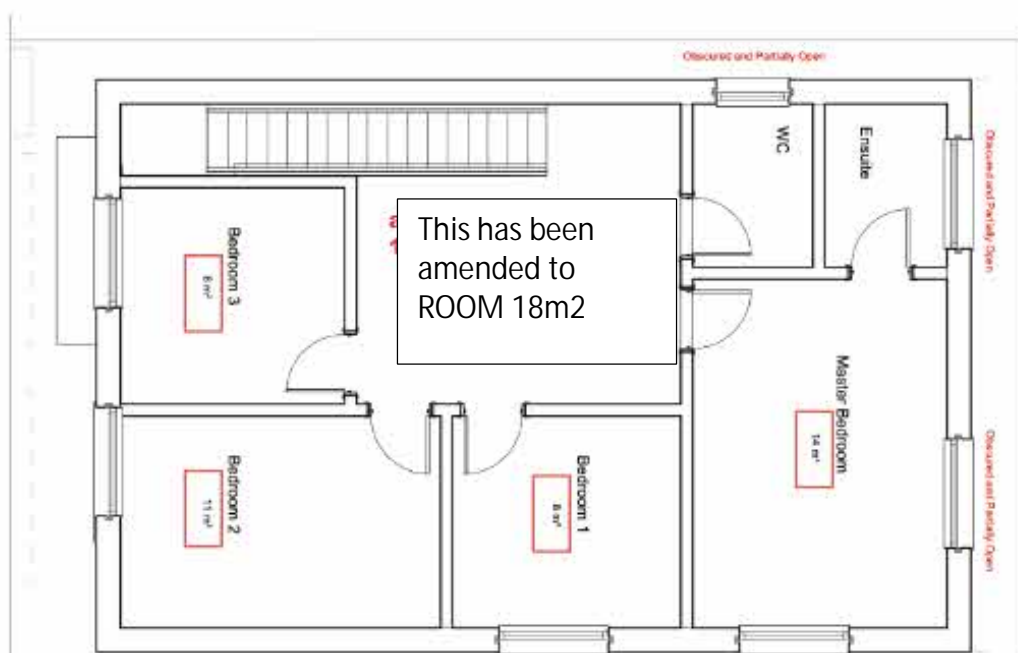 Obscured and Partially Open
WC
Ensuite
Obscured and Partially Open
This has been
amended to
ROOM 18m2
Bedroom 3
Master Bedroom
14 m²
Obscured and Partially Open
Bedroom 2
11 m²
Bedroom 1
8 m²